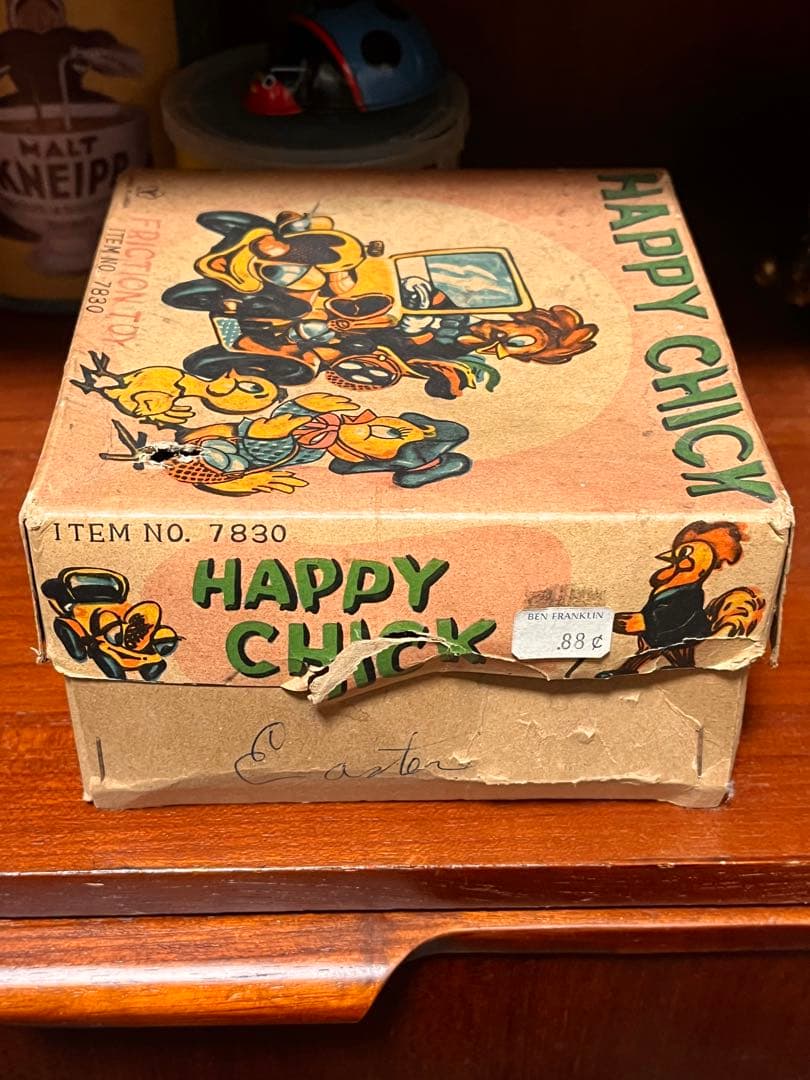 MALT
KNEIPP
FRICTION TOY
ITEM NO. 7830
HAPPY CHICK
ITEM NO. 7830
HAPPY
CHICK
BEN FRANKLIN
.88 ¢
Easter